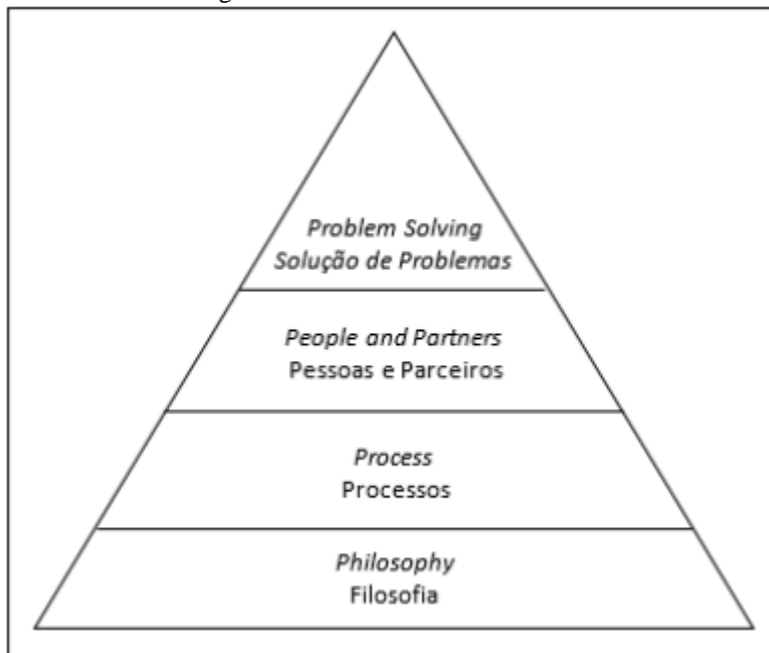 Problem Solving
Solução de Problemas
People and Partners
Pessoas e Parceiros
Process
Processos
Philosophy
Filosofia